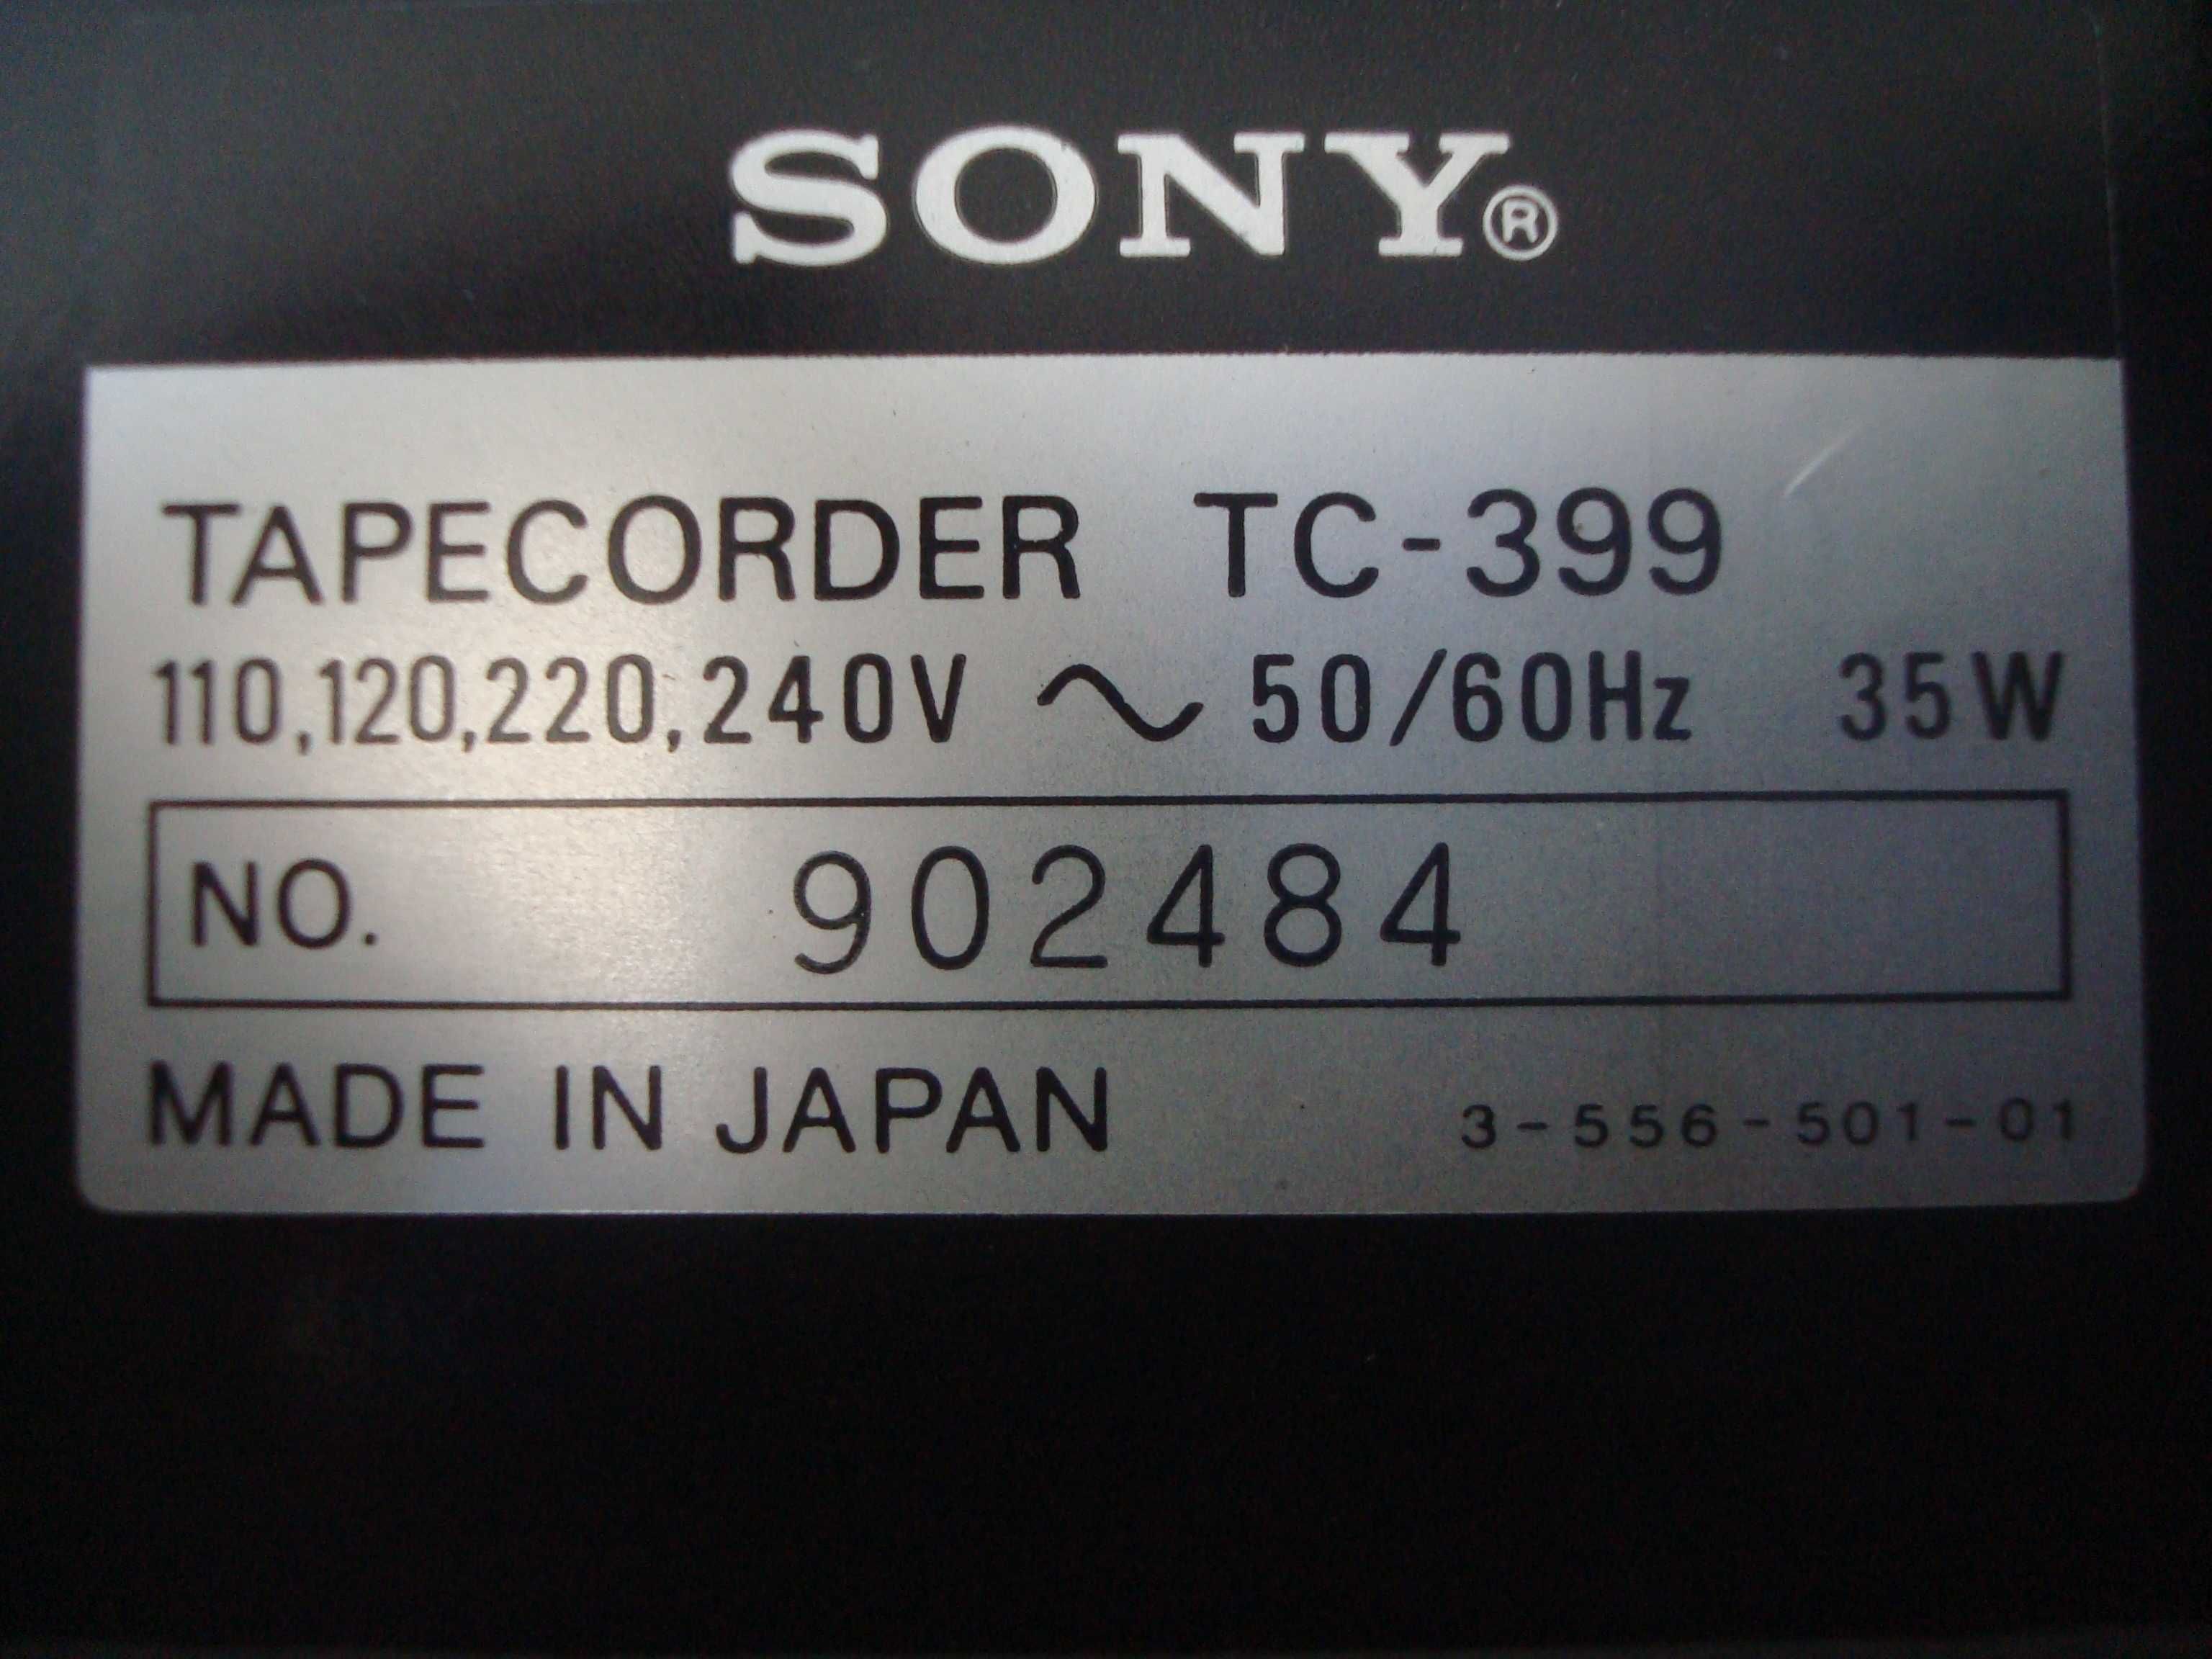 SONY®
TAPECORDER TC-399
110,120,220,240V ~ 50/60Hz 35W
NO. 902484
MADE IN JAPAN 3-556-501-01